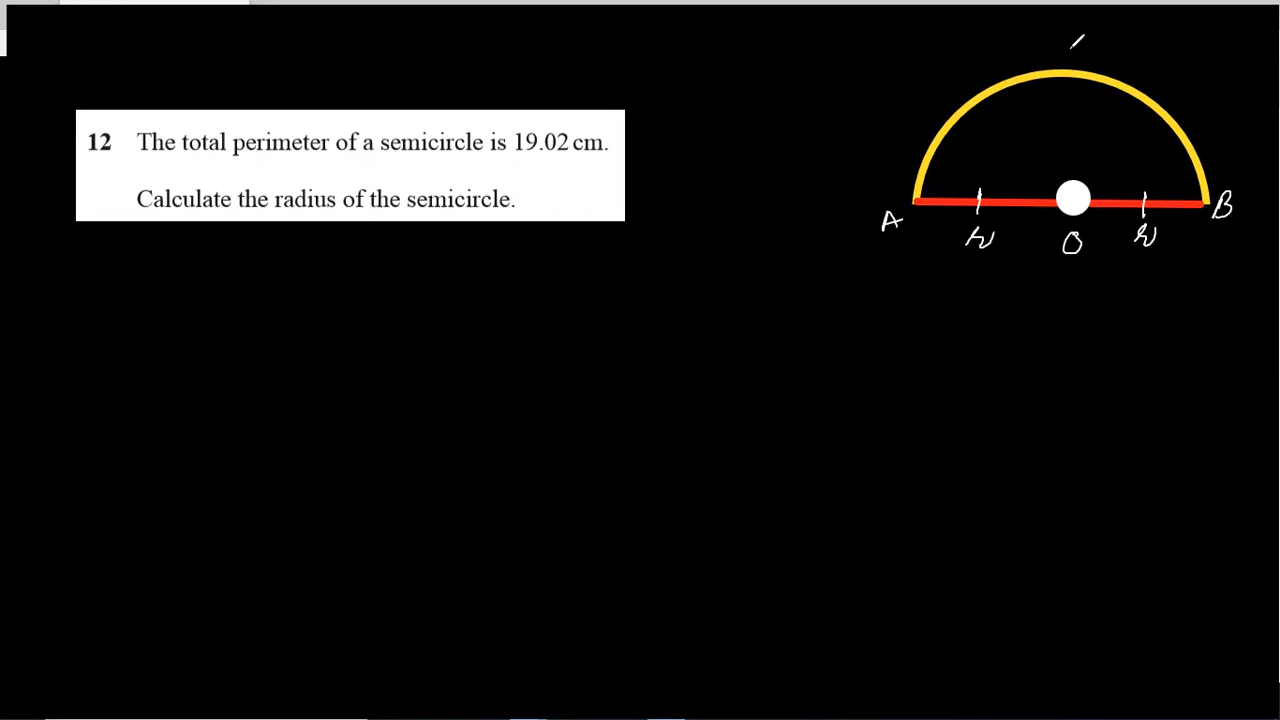 12 The total perimeter of a semicircle is 19.02 cm.
Calculate the radius of the semicircle.
A B
r O r